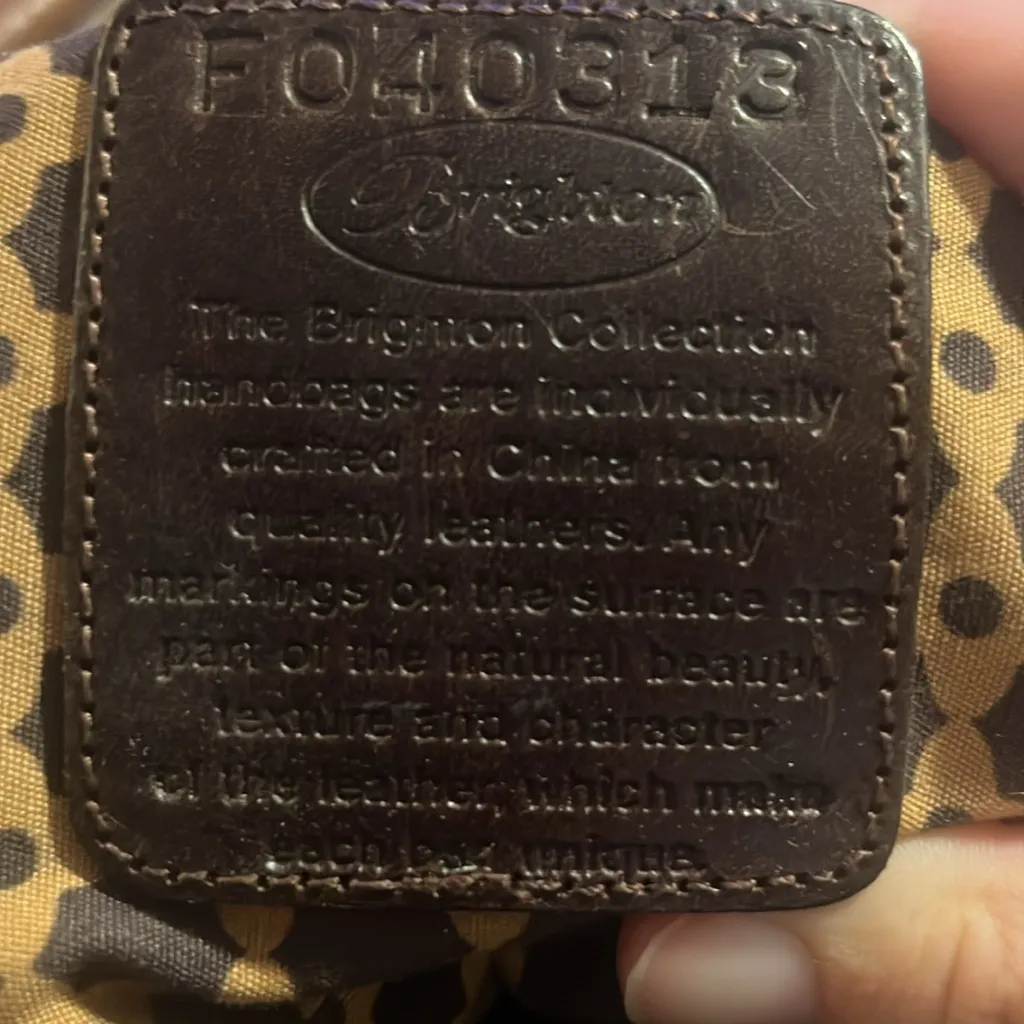 F040313
Brighton
The Brighton Collection
handbags are individually
crafted in China from
quality leathers. Any
markings on the surface are
part of the natural beauty,
texture and character
of the leather, which make
each bag unique.